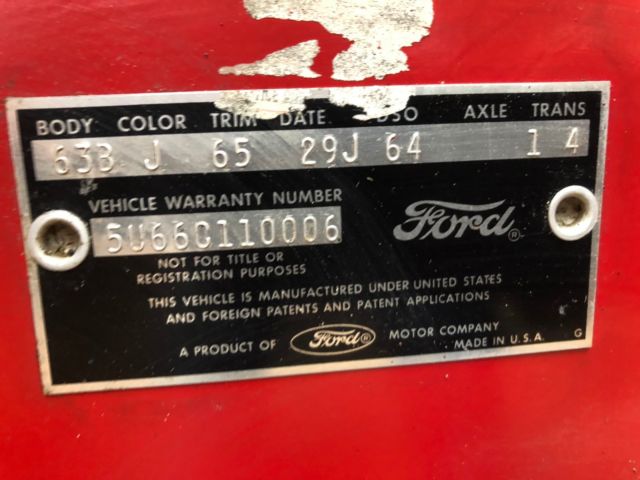 BODY COLOR TRIM DATE DSO AXLE TRANS
63B J 65 29J 64 1 4
VEHICLE WARRANTY NUMBER
5U66C110006
Ford®
NOT FOR TITLE OR
REGISTRATION PURPOSES
THIS VEHICLE IS MANUFACTURED UNDER UNITED STATES
AND FOREIGN PATENTS AND PATENT APPLICATIONS
A PRODUCT OF Ford® MOTOR COMPANY
MADE IN U.S.A. G